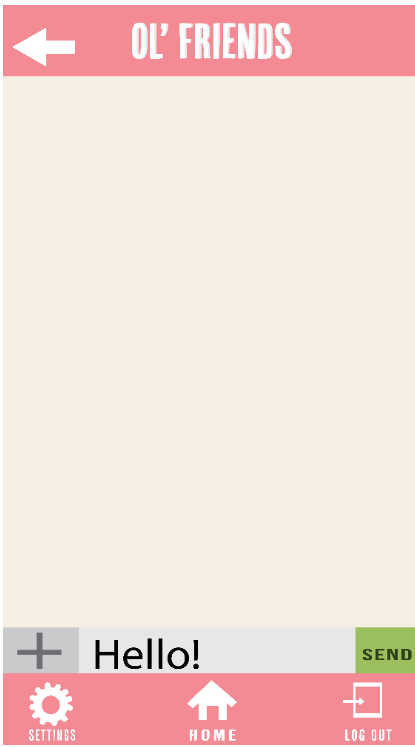 OL' FRIENDS
Hello!
SEND
SETTINGS
HOME
LOG OUT